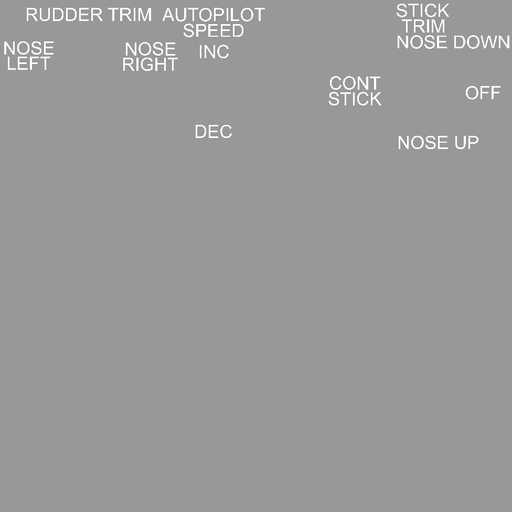 RUDDER TRIM
NOSE
LEFT
NOSE
RIGHT
AUTOPILOT
SPEED
INC
DEC
CONT
STICK
STICK
TRIM
NOSE DOWN
OFF
NOSE UP